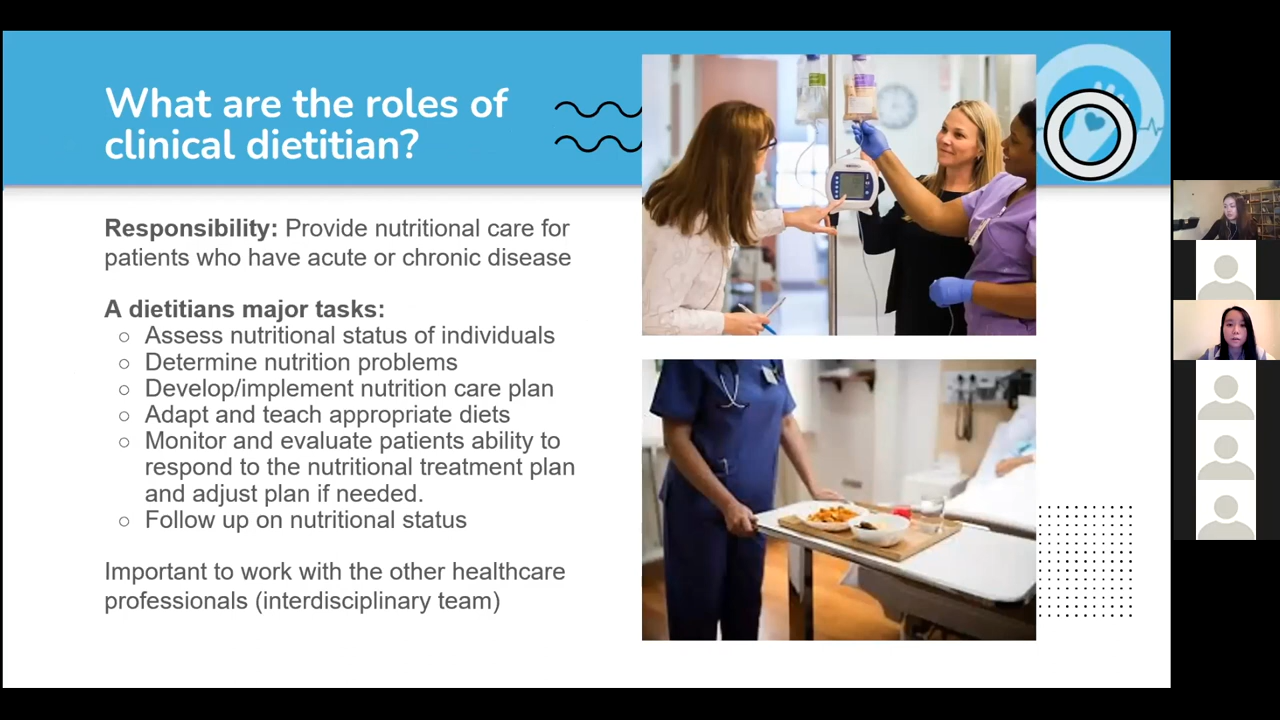 What are the roles of
clinical dietitian?
Responsibility: Provide nutritional care for
patients who have acute or chronic disease
A dietitians major tasks:
○ Assess nutritional status of individuals
○ Determine nutrition problems
○ Develop/implement nutrition care plan
○ Adapt and teach appropriate diets
○ Monitor and evaluate patients ability to
respond to the nutritional treatment plan
and adjust plan if needed.
○ Follow up on nutritional status
Important to work with the other healthcare
professionals (interdisciplinary team)